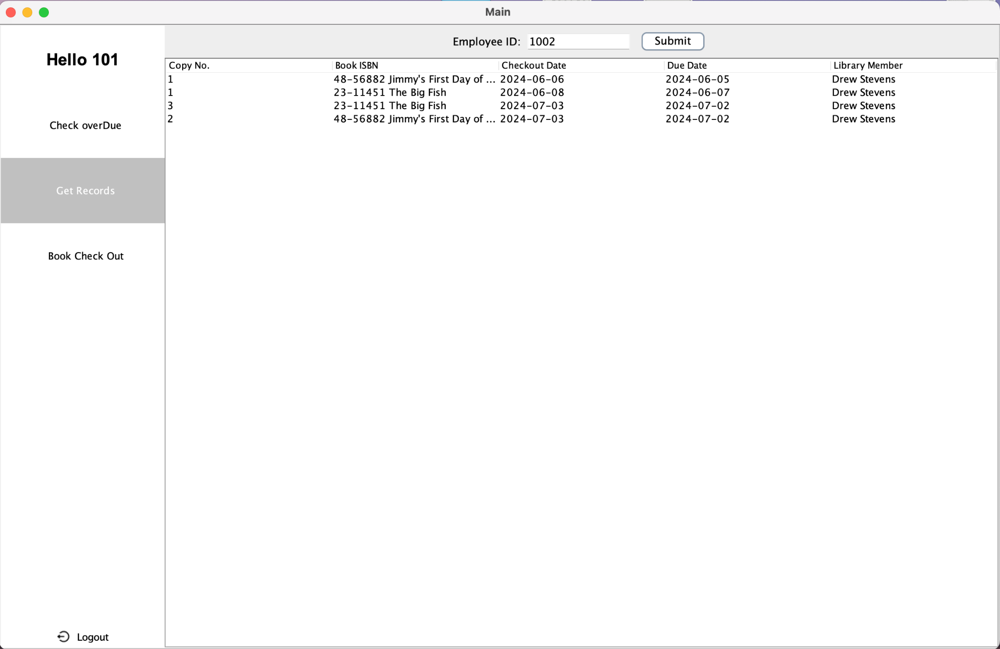 Main
Hello 101
Check overDue
Get Records
Book Check Out
Logout
Employee ID: 1002 Submit
Copy No. Book ISBN Checkout Date Due Date Library Member
1 48-56882 Jimmy's First Day of ... 2024-06-06 2024-06-05 Drew Stevens
1 23-11451 The Big Fish 2024-06-08 2024-06-07 Drew Stevens
3 23-11451 The Big Fish 2024-07-03 2024-07-02 Drew Stevens
2 48-56882 Jimmy's First Day of ... 2024-07-03 2024-07-02 Drew Stevens